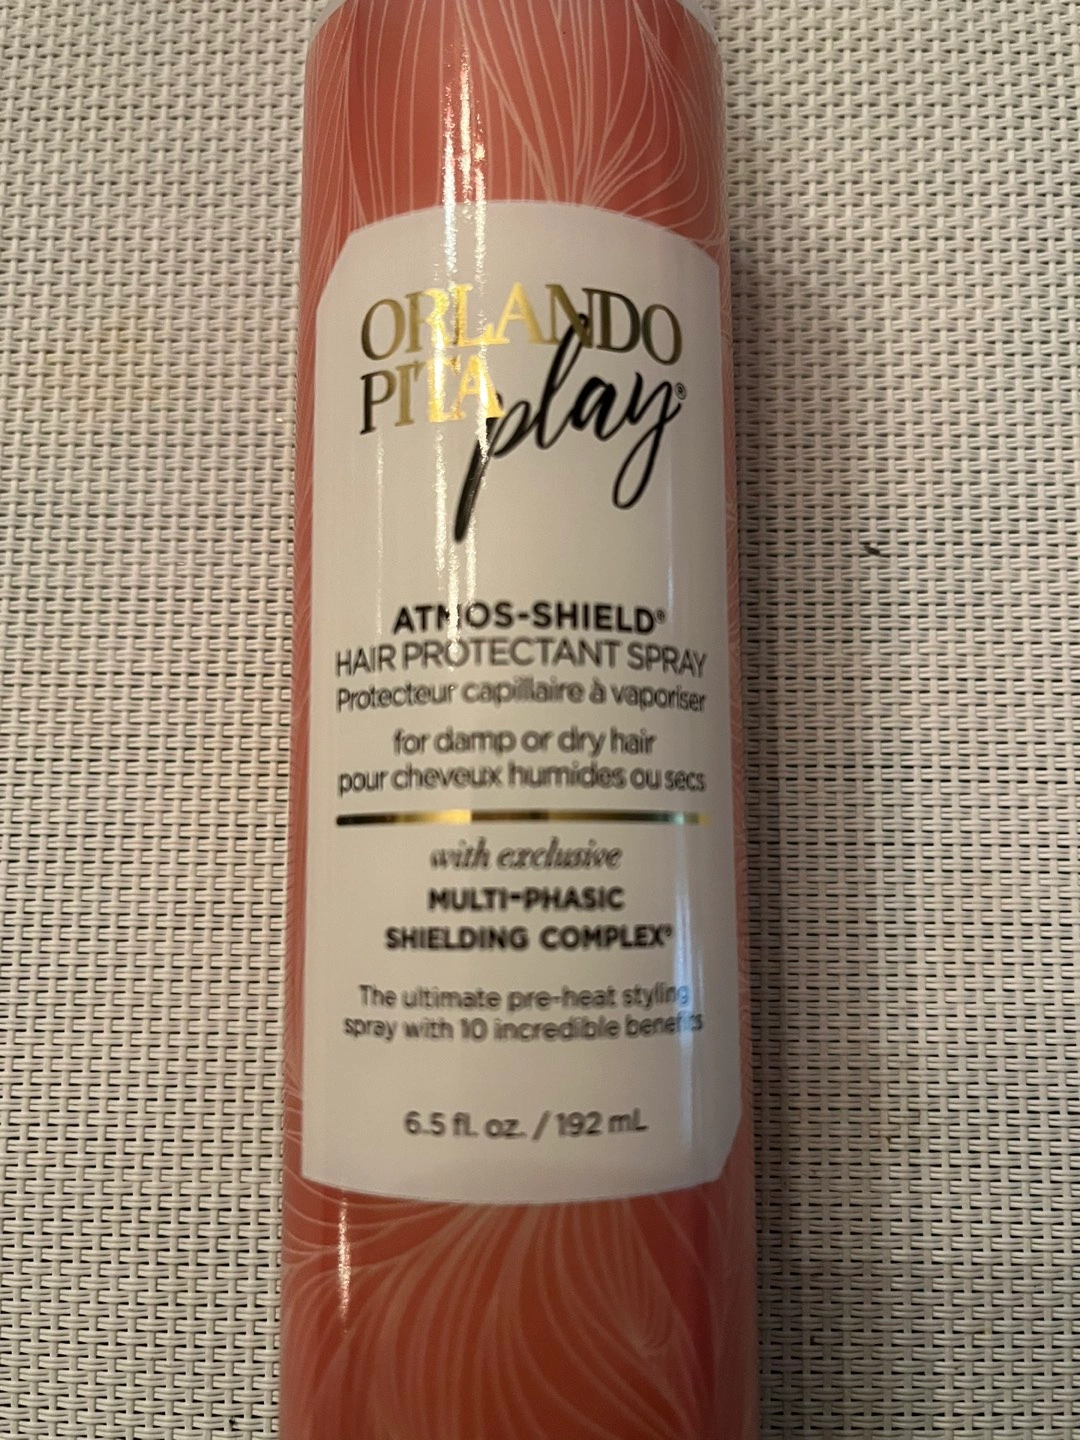 ORLANDO
PITA play®
ATMOS-SHIELD®
HAIR PROTECTANT SPRAY
Protecteur capillaire à vaporiser
for damp or dry hair
pour cheveux humides ou secs
with exclusive
MULTI-PHASIC
SHIELDING COMPLEX®
The ultimate pre-heat styling
spray with 10 incredible benefits
6.5 fl. oz. / 192 mL